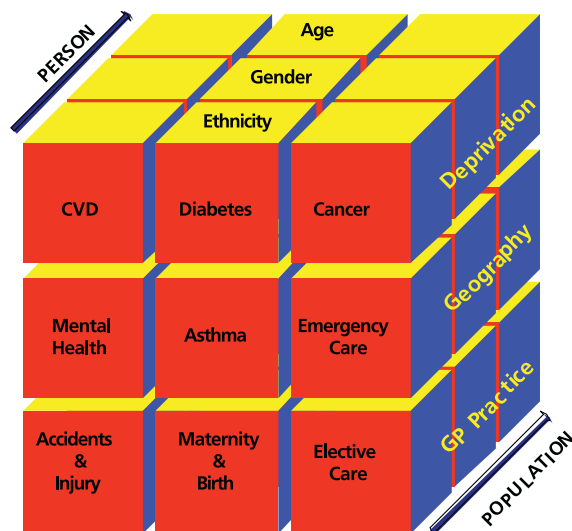 PERSON
Age
Gender
Ethnicity
CVD
Diabetes
Cancer
Deprivation
Mental
Health
Asthma
Emergency
Care
Geography
Accidents
&
Injury
Maternity
&
Birth
Elective
Care
GP Practice
POPULATION